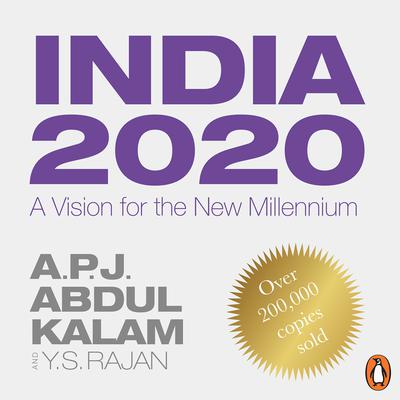 INDIA
2020
A Vision for the New Millennium
A.P.J.
ABDUL
KALAM
AND Y.S. RAJAN
Over
200,000
copies
sold